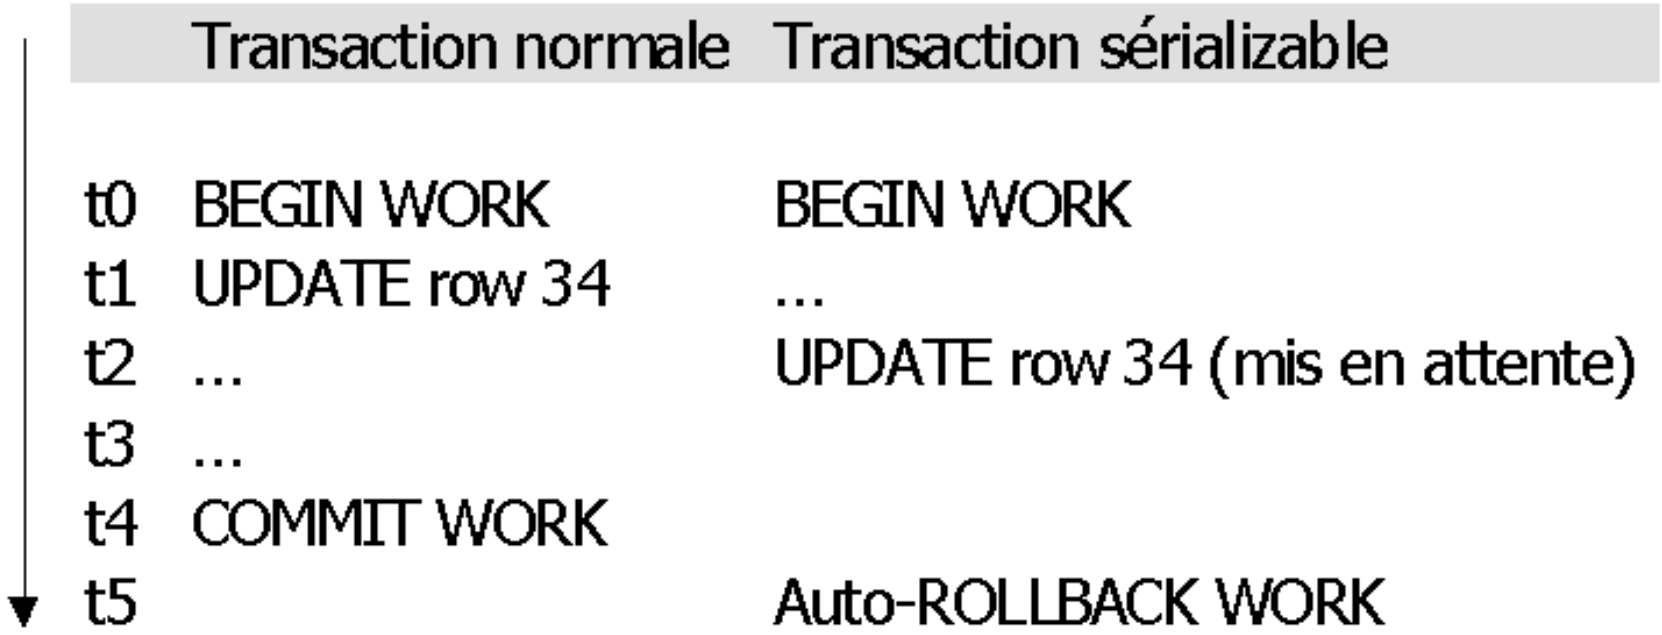 Transaction normale Transaction sérializable
t0 BEGIN WORK BEGIN WORK
t1 UPDATE row 34 ...
t2 ... UPDATE row 34 (mis en attente)
t3 ...
t4 COMMIT WORK
t5 Auto-ROLLBACK WORK